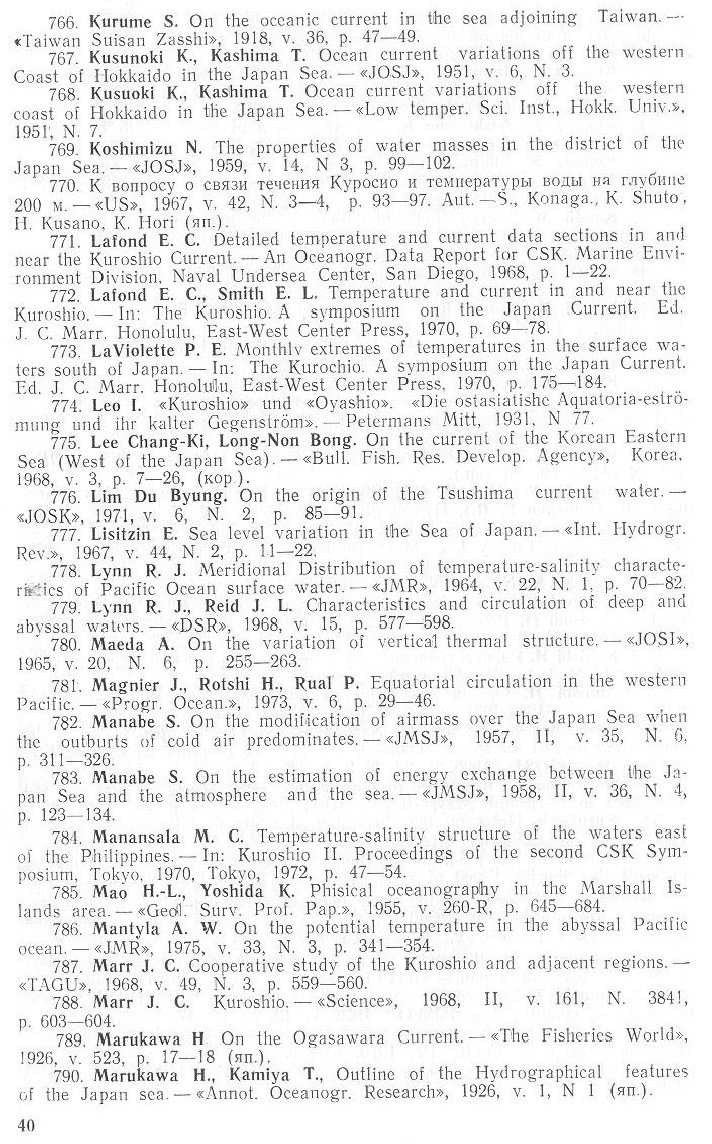 766. Kurume S. On the oceanic current in the sea adjoining Taiwan. —
«Taiwan Suisan Zasshi», 1918, v. 36, p. 47—49.
767. Kusunoki K., Kashima T. Ocean current variations off the western
Coast of Hokkaido in the Japan Sea. — «JOSJ», 1951, v. 6, N. 3.
768. Kusuoki K., Kashima T. Ocean current variations off the western
coast of Hokkaido in the Japan Sea. — «Low temper. Sci. Inst., Hokk. Univ.»,
1951, N. 7.
769. Koshimizu N. The properties of water masses in the district of the
Japan Sea. — «JOSJ», 1959, v. 14, N 3, p. 99—102.
770. К вопросу о связи течения Куросио и температуры воды на глубине
200 м. — «US», 1967, v. 42, N. 3—4, p. 93—97. Aut. — S., Konaga., K. Shuto,
H. Kusano, K. Hori (яп.).
771. Lafond E. C. Detailed temperature and current data sections in and
near the Kuroshio Current. — An Oceanogr. Data Report for CSK. Marine Envi-
ronment Division, Naval Undersea Center, San Diego, 1968, p. 1—22.
772. Lafond E. C., Smith E. L. Temperature and current in and near the
Kuroshio. — In: The Kuroshio. A symposium on the Japan Current. Ed.
J. C. Marr. Honolulu, East-West Center Press, 1970, p. 69—78.
773. LaViolette P. E. Monthly extremes of temperatures in the surface wa-
ters south of Japan. — In: The Kurochio. A symposium on the Japan Current.
Ed. J. C. Marr. Honolulu, East-West Center Press, 1970, p. 175—184.
774. Leo I. «Kuroshio» und «Oyashio». «Die ostasiatishe Aquatoria-eströ-
mung und ihr kalter Gegenström». — Petermans Mitt, 1931, N 77.
775. Lee Chang-Ki, Long-Non Bong. On the current of the Korean Eastern
Sea (West of the Japan Sea). — «Bull. Fish. Res. Develop. Agency», Korea,
1968, v. 3, p. 7—26, (кор.).
776. Lim Du Byung. On the origin of the Tsushima current water. —
«JOSK», 1971, v. 6, N. 2, p. 85—91.
777. Lisitzin E. Sea level variation in the Sea of Japan. — «Int. Hydrogr.
Rev.», 1967, v. 44, N. 2, p. 11—22.
778. Lynn R. J. Meridional Distribution of temperature-salinity characte-
ristics of Pacific Ocean surface water. — «JMR», 1964, v. 22, N. 1, p. 70—82.
779. Lynn R. J., Reid J. L. Characteristics and circulation of deep and
abyssal waters. — «DSR», 1968, v. 15, p. 577—598.
780. Maeda A. On the variation of vertical thermal structure. — «JOSI»,
1965, v. 20, N. 6, p. 255—263.
781. Magnier J., Rotshi H., Rual P. Equatorial circulation in the western
Pacific. — «Progr. Ocean.», 1973, v. 6, p. 29—46.
782. Manabe S. On the modification of airmass over the Japan Sea when
the outburts of cold air predominates. — «JMSJ», 1957, II, v. 35, N. 6,
p. 311—326.
783. Manabe S. On the estimation of energy exchange between the Ja-
pan Sea and the atmosphere and the sea. — «JMSJ», 1958, II, v. 36, N. 4,
p. 123—134.
784. Manansala M. C. Temperature-salinity structure of the waters east
of the Philippines. — In: Kuroshio II. Proceedings of the second CSK Sym-
posium, Tokyo, 1970, Tokyo, 1972, p. 47—54.
785. Mao H.-L., Yoshida K. Phisical oceanography in the Marshall Is-
lands area. — «Geol. Surv. Prof. Pap.», 1955, v. 260-R, p. 645—684.
786. Mantyla A. W. On the potential temperature in the abyssal Pacific
ocean. — «JMR», 1975, v. 33, N. 3, p. 341—354.
787. Marr J. C. Cooperative study of the Kuroshio and adjacent regions. —
«TAGU», 1968, v. 49, N. 3, p. 559—560.
788. Marr J. C. Kuroshio. — «Science», 1968, II, v. 161, N. 3841,
p. 603—604.
789. Marukawa H. On the Ogasawara Current. — «The Fisheries World»,
1926, v. 523, p. 17—18 (яп.).
790. Marukawa H., Kamiya T., Outline of the Hydrographical features
of the Japan sea. — «Annot. Oceanogr. Research», 1926, v. 1, N 1 (яп.).
40